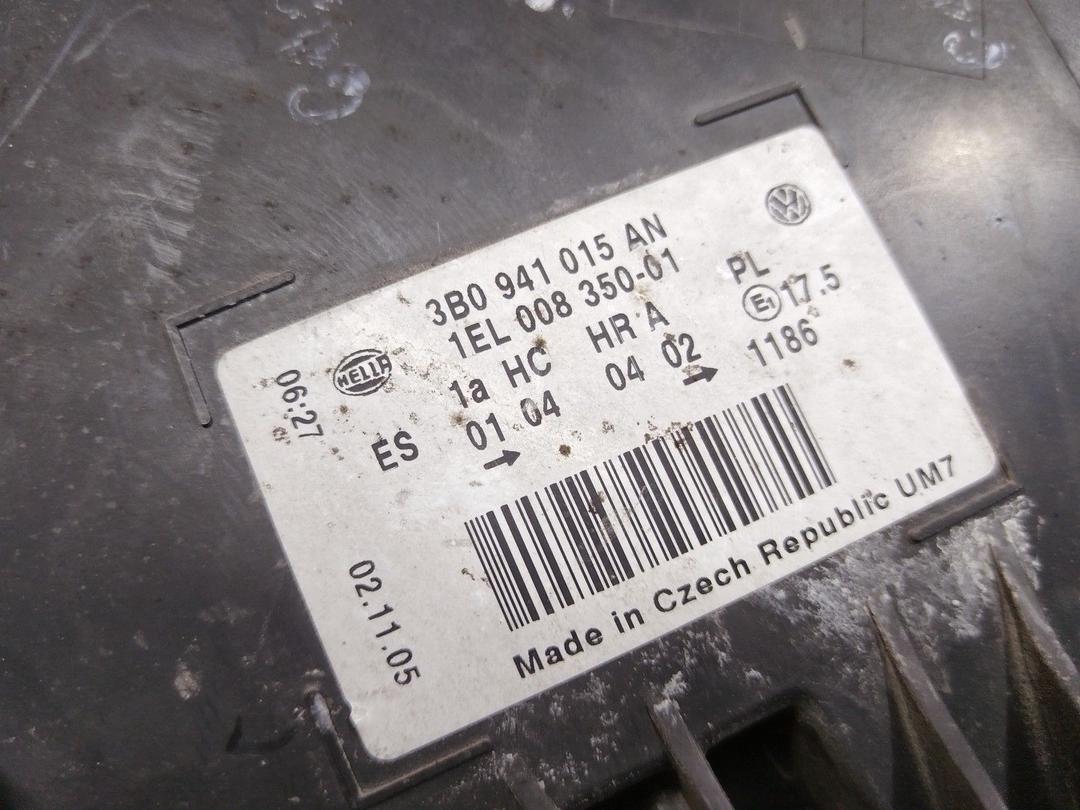 3B0 941 015 AN
1EL 008 350-01
HELLA
1a HC HR A PL
ES 01 04 04 02 E1 17.5
1186
06:27
02.11.05
Made in Czech Republic UM7